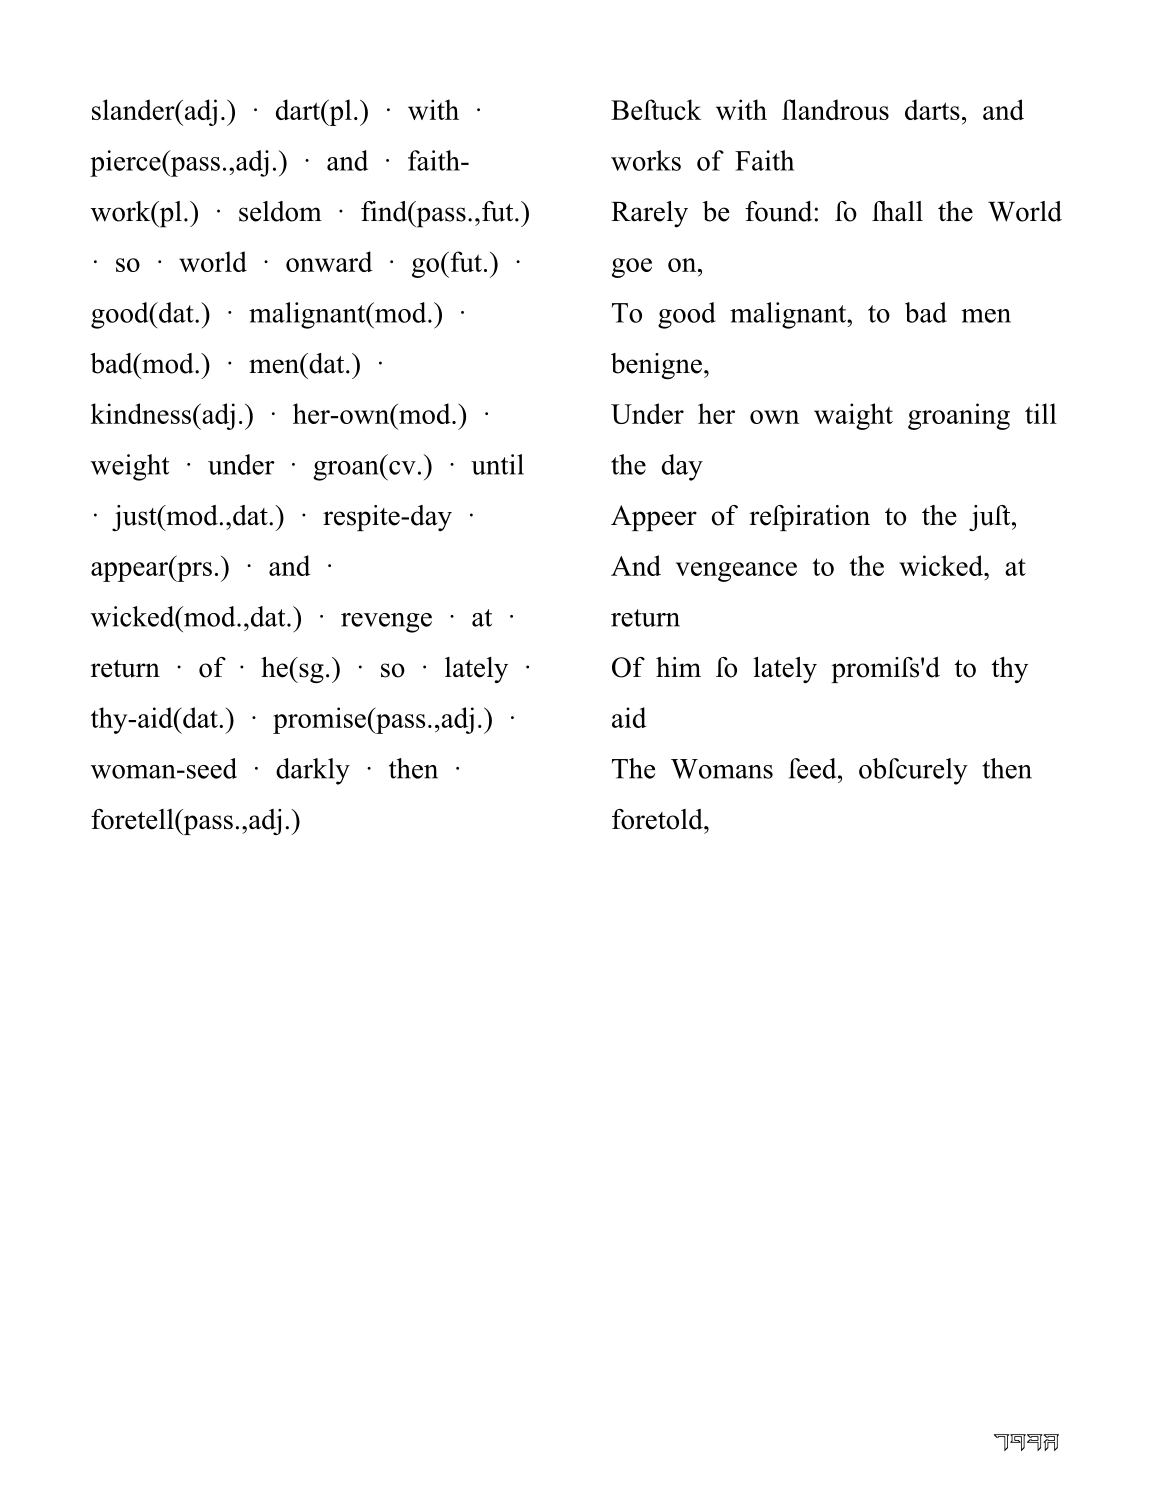 slander(adj.) · dart(pl.) · with ·
pierce(pass.,adj.) · and · faith-
work(pl.) · seldom · find(pass.,fut.)
· so · world · onward · go(fut.) ·
good(dat.) · malignant(mod.) ·
bad(mod.) · men(dat.) ·
kindness(adj.) · her-own(mod.) ·
weight · under · groan(cv.) · until
· just(mod.,dat.) · respite-day ·
appear(prs.) · and ·
wicked(mod.,dat.) · revenge · at ·
return · of · he(sg.) · so · lately ·
thy-aid(dat.) · promise(pass.,adj.) ·
woman-seed · darkly · then ·
foretell(pass.,adj.)
Beſtuck with ſlandrous darts, and
works of Faith
Rarely be found: ſo ſhall the World
goe on,
To good malignant, to bad men
benigne,
Under her own waight groaning till
the day
Appeer of reſpiration to the juſt,
And vengeance to the wicked, at
return
Of him ſo lately promiſs'd to thy
aid
The Womans ſeed, obſcurely then
foretold,